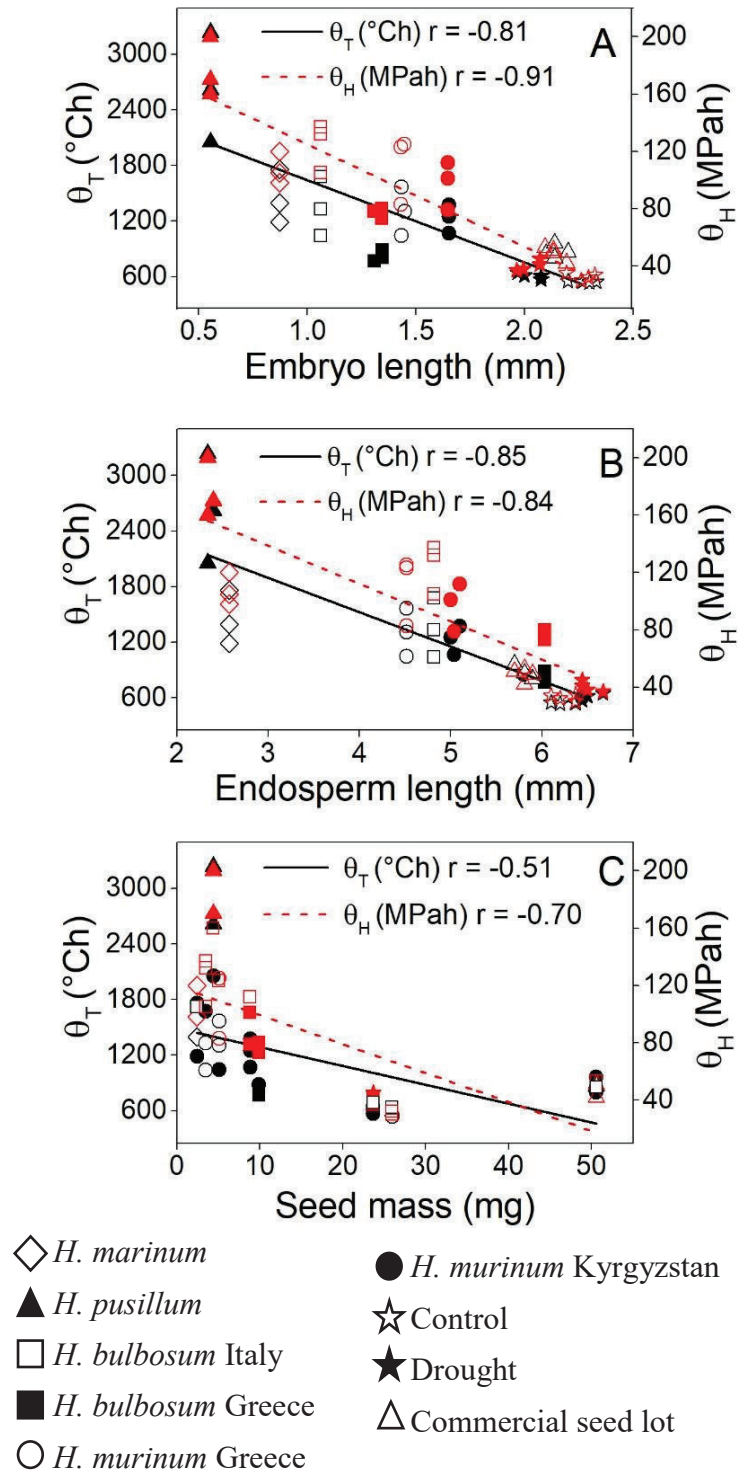 A
θT (°Ch) r = -0.81
θH (MPah) r = -0.91
3000
2400
1800
1200
600
θT (°Ch)
200
160
120
80
40
θH (MPah)
0.5 1.0 1.5 2.0 2.5
Embryo length (mm)
B
θT (°Ch) r = -0.85
θH (MPah) r = -0.84
3000
2400
1800
1200
600
θT (°Ch)
200
160
120
80
40
θH (MPah)
2 3 4 5 6 7
Endosperm length (mm)
C
θT (°Ch) r = -0.51
θH (MPah) r = -0.70
3000
2400
1800
1200
600
θT (°Ch)
200
160
120
80
40
θH (MPah)
0 10 20 30 40 50
Seed mass (mg)
H. marinum
H. pusillum
H. bulbosum Italy
H. bulbosum Greece
H. murinum Greece
H. murinum Kyrgyzstan
Control
Drought
Commercial seed lot